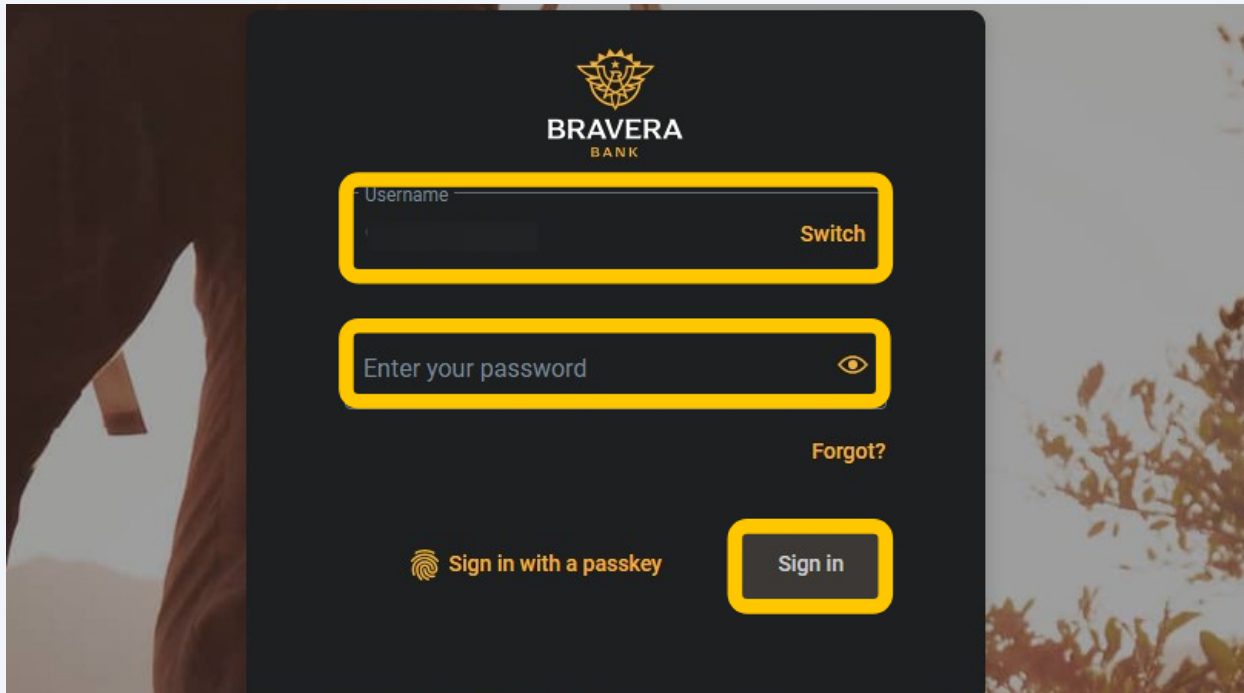 BRAVERA
BANK
Username
Switch
Enter your password
Forgot?
Sign in with a passkey
Sign in